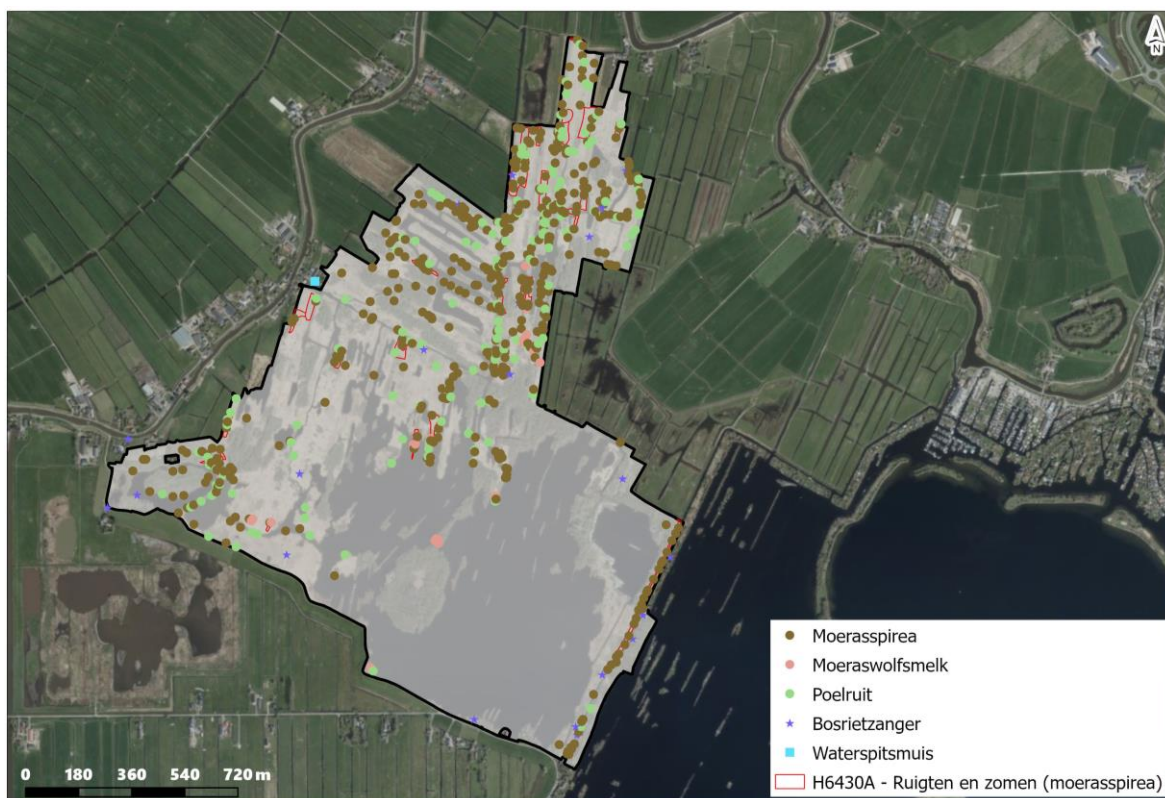 N
Moerasspirea
Moeraswolfsmelk
Poelruit
Bosrietzanger
Waterspitsmuis
H6430A - Ruigten en zomen (moerasspirea)
0 180 360 540 720 m